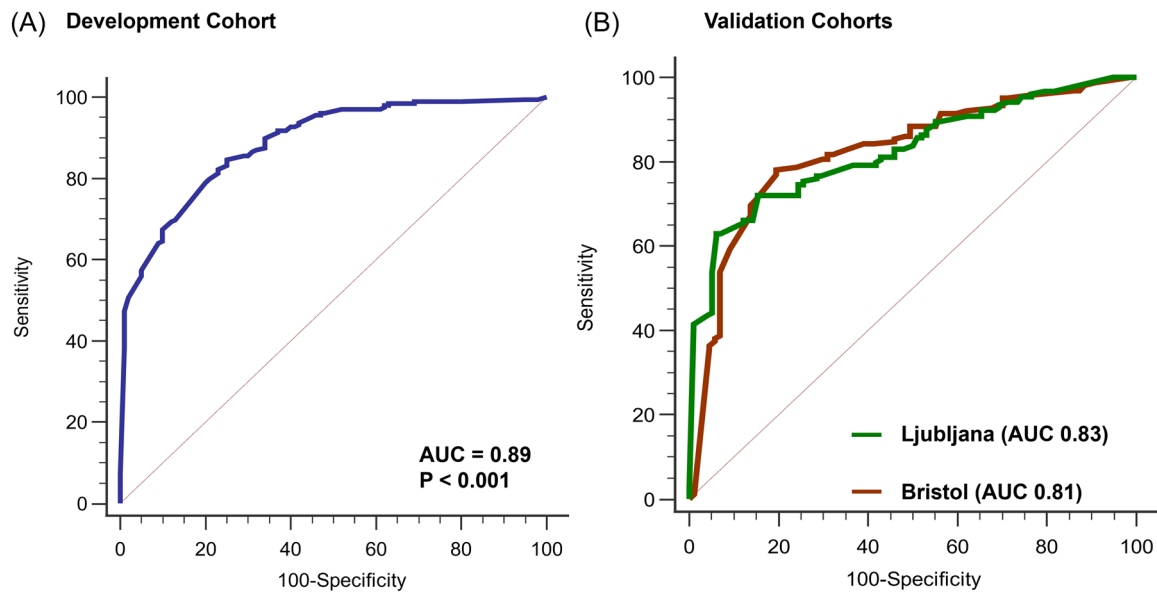 (A) Development Cohort
100
80
60
40
20
0
Sensitivity
AUC = 0.89
P < 0.001
0 20 40 60 80 100
100-Specificity
(B) Validation Cohorts
100
80
60
40
20
0
Sensitivity
Ljubljana (AUC 0.83)
Bristol (AUC 0.81)
0 20 40 60 80 100
100-Specificity